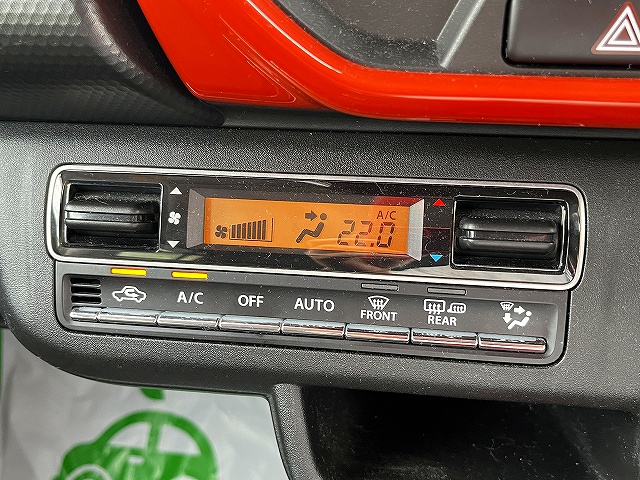 A/C
22.0
A/C
OFF
AUTO
FRONT
REAR